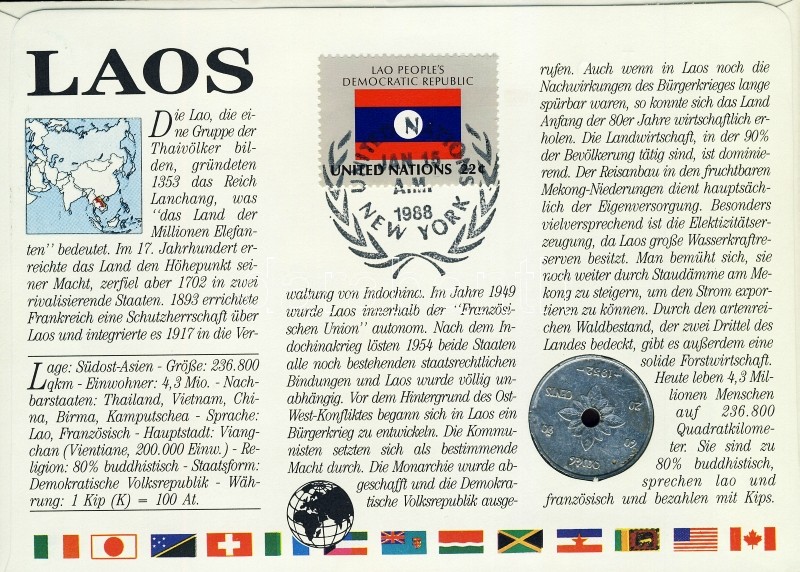 LAOS
Die Lao, die ei-
ne Gruppe der
Thaivölker bil-
den, gründeten
1353 das Reich
Lanchang, was
"das Land der
Millionen Elefan-
ten" bedeutet. Im 17. Jahrhundert er-
reichte das Land den Höhepunkt sei-
ner Macht, zerfiel aber 1702 in zwei
rivalisierende Staaten. 1893 errichtete
Frankreich eine Schutzherrschaft über
Laos und integrierte es 1917 in die Ver-
Lage: Südost-Asien - Größe: 236.800
qkm - Einwohner: 4,3 Mio. - Nach-
barstaaten: Thailand, Vietnam, Chi-
na, Birma, Kamputschea - Sprache:
Lao, Französisch - Hauptstadt: Viang-
chan (Vientiane, 200.000 Einw.) - Re-
ligion: 80% buddhistisch - Staatsform:
Demokratische Volksrepublik - Wäh-
rung: 1 Kip (K) = 100 At.
LAO PEOPLE'S
DEMOCRATIC REPUBLIC
UNITED NATIONS 22¢
N
JAN
A.M.
1988
NEW YORK
waltung von Indochina. Im Jahre 1949
wurde Laos innerhalb der "Französi-
schen Union" autonom. Nach dem In-
dochinakrieg lösten 1954 beide Staaten
alle noch bestehenden staatsrechtlichen
Bindungen und Laos wurde völlig un-
abhängig. Vor dem Hintergrund des Ost-
West-Konfliktes begann sich in Laos ein
Bürgerkrieg zu entwickeln. Die Kommu-
nisten setzten sich als bestimmende
Macht durch. Die Monarchie wurde ab-
geschafft und die Demokra-
tische Volksrepublik ausge-
rufen. Auch wenn in Laos noch die
Nachwirkungen des Bürgerkrieges lange
spürbar waren, so konnte sich das Land
Anfang der 80er Jahre wirtschaftlich er-
holen. Die Landwirtschaft, in der 90%
der Bevölkerung tätig sind, ist dominie-
rend. Der Reisanbau in den fruchtbaren
Mekong-Niederungen dient hauptsäch-
lich der Eigenversorgung. Besonders
vielversprechend ist die Elektizitätser-
zeugung, da Laos große Wasserkraftre-
serven besitzt. Man bemüht sich, sie
noch weiter durch Staudämme am Me-
kong zu steigern, um den Strom expor-
tieren zu können. Durch den artenrei-
chen Waldbestand, der zwei Drittel des
Landes bedeckt, gibt es außerdem eine
solide Forstwirtschaft.
Heute leben 4,3 Mil-
lionen Menschen
auf 236.800
Quadratkilome-
ter. Sie sind zu
80% buddhistisch,
sprechen lao und
französisch und bezahlen mit Kips.
1952
CENTS
20